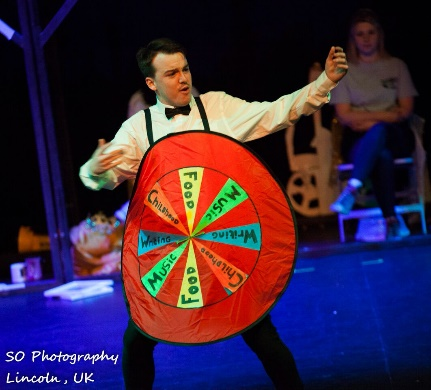 Food
Music
Writing
Childhood
Food
Music
Writing
Childhood
SO Photography
Lincoln, UK